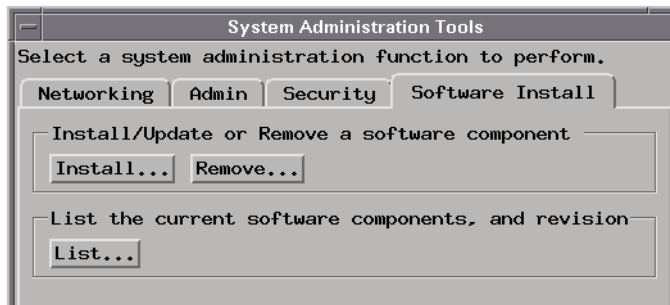 System Administration Tools
Select a system administration function to perform.
Networking Admin Security Software Install
Install/Update or Remove a software component
Install... Remove...
List the current software components, and revision
List...